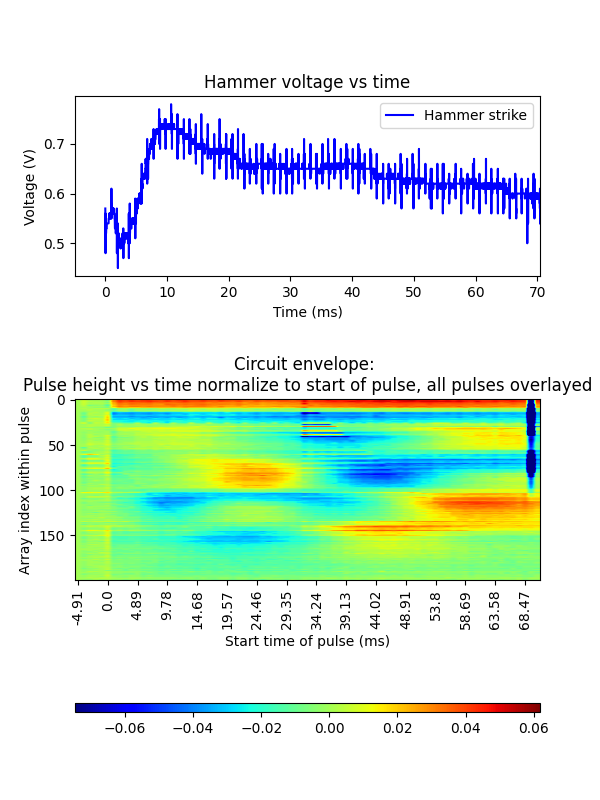 Hammer voltage vs time
Hammer strike
Voltage (V)
0.7
0.6
0.5
0 10 20 30 40 50 60 70
Time (ms)
Circuit envelope:
Pulse height vs time normalize to start of pulse, all pulses overlayed
Array index within pulse
0
50
100
150
-4.91 0.0 4.89 9.78 14.68 19.57 24.46 29.35 34.24 39.13 44.02 48.91 53.8 58.69 63.58 68.47
Start time of pulse (ms)
−0.06 −0.04 −0.02 0.00 0.02 0.04 0.06